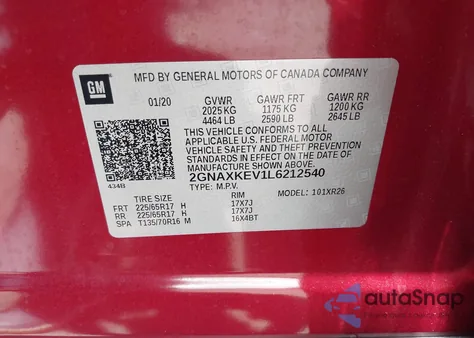 GM
MFD BY GENERAL MOTORS OF CANADA COMPANY
01/20 GVWR GAWR FRT GAWR RR
2025 KG 1175 KG 1200 KG
4464 LB 2590 LB 2645 LB
THIS VEHICLE CONFORMS TO ALL
APPLICABLE U.S. FEDERAL MOTOR
VEHICLE SAFETY, BUMPER, AND
THEFT PREVENTION STANDARDS IN
EFFECT ON THE DATE OF
MANUFACTURE SHOWN ABOVE.
2GNAXKEV1L6212540
434B TYPE: M.P.V. MODEL: 101XR26
TIRE SIZE RIM
FRT 225/65R17 H 17X7J
RR 225/65R17 H 17X7J
SPA T135/70R16 M 16X4BT
autoSnap